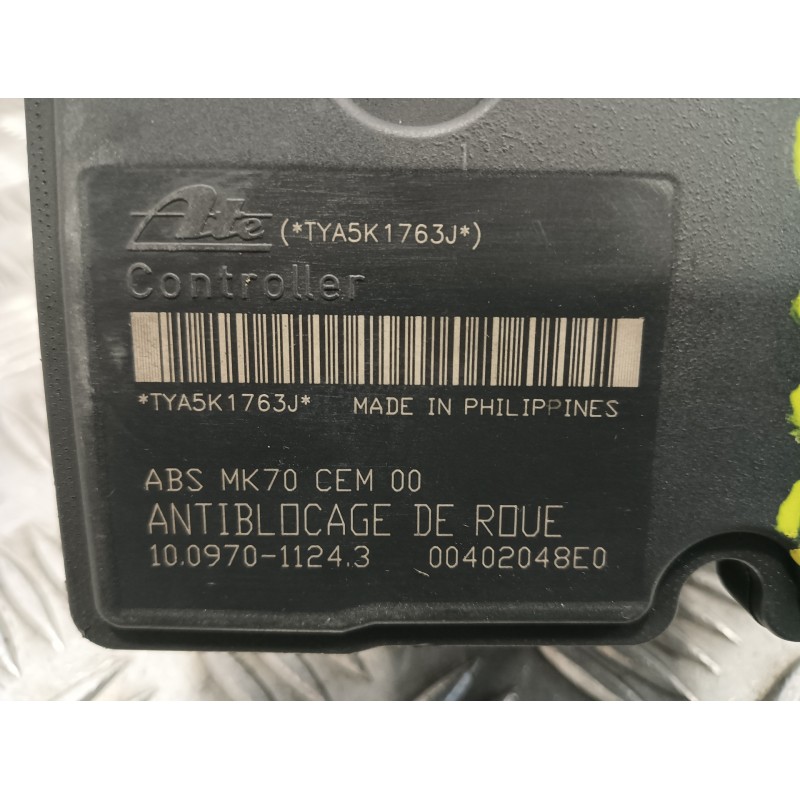 Ate (*TYA5K1763J*)
Controller
*TYA5K1763J* MADE IN PHILIPPINES
ABS MK70 CEM 00
ANTIBLOCAGE DE ROUE
10.0970-1124.3 00402048E0